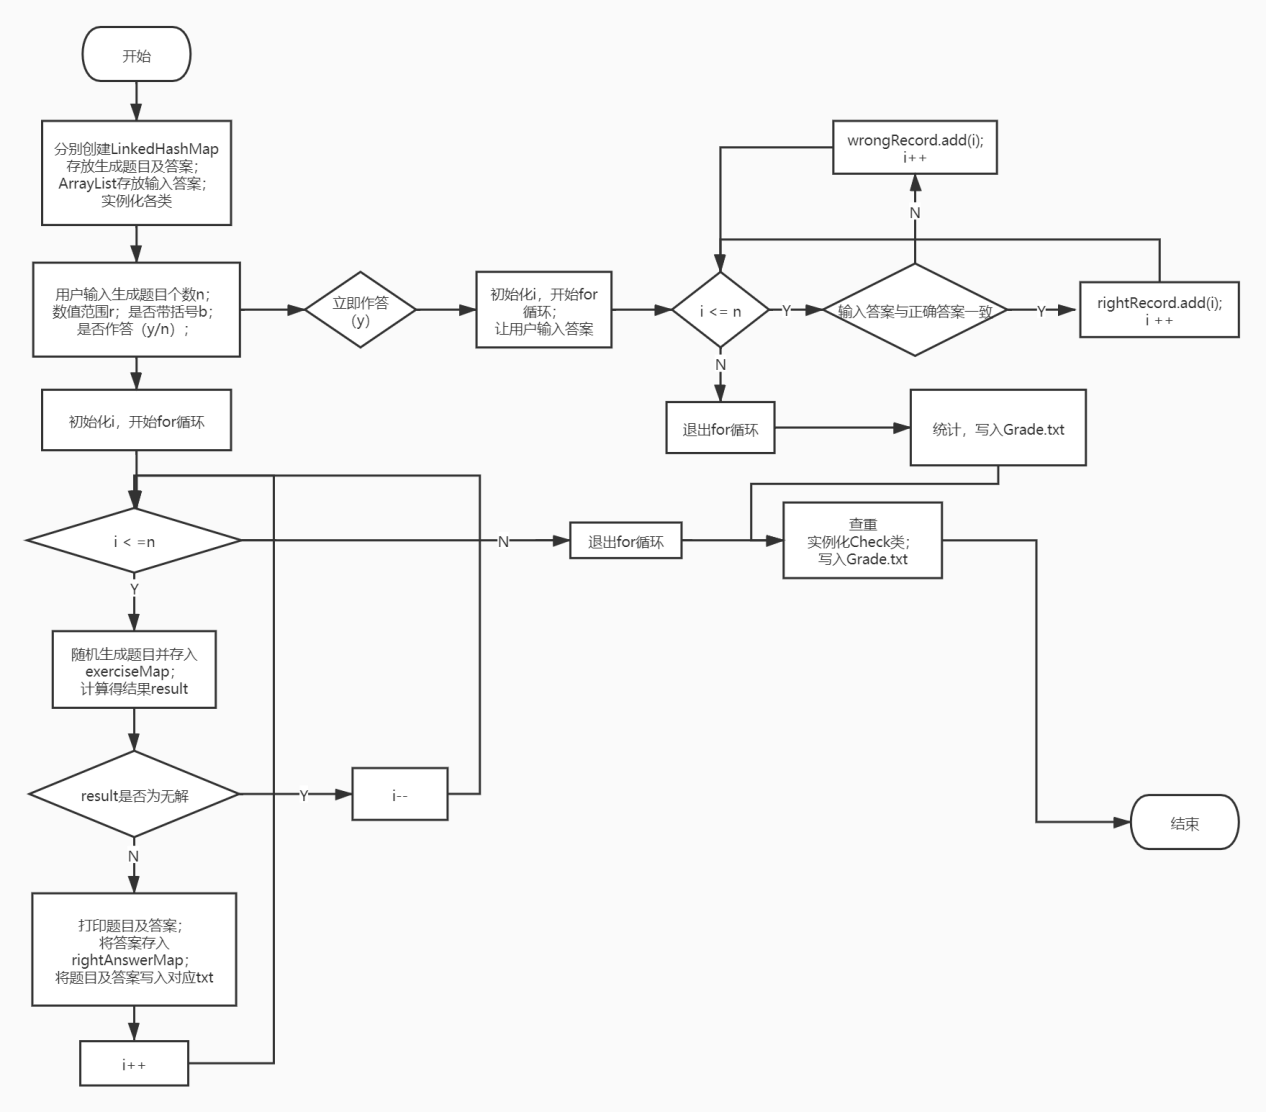 开始
分别创建LinkedHashMap
存放生成题目及答案；
ArrayList存放输入答案；
实例化各类
用户输入生成题目个数n；
数值范围r；是否带括号b；
是否作答（y/n）；
立即作答
（y）
初始化i，开始for
循环；
让用户输入答案
i <= n
Y
输入答案与正确答案一致
Y
rightRecord.add(i);
i ++
N
wrongRecord.add(i);
i++
N
退出for循环
统计，写入Grade.txt
初始化i，开始for循环
i < =n
N
退出for循环
查重
实例化Check类；
写入Grade.txt
Y
随机生成题目并存入
exerciseMap；
计算得结果result
result是否为无解
Y
i--
N
打印题目及答案；
将答案存入
rightAnswerMap；
将题目及答案写入对应txt
i++
结束